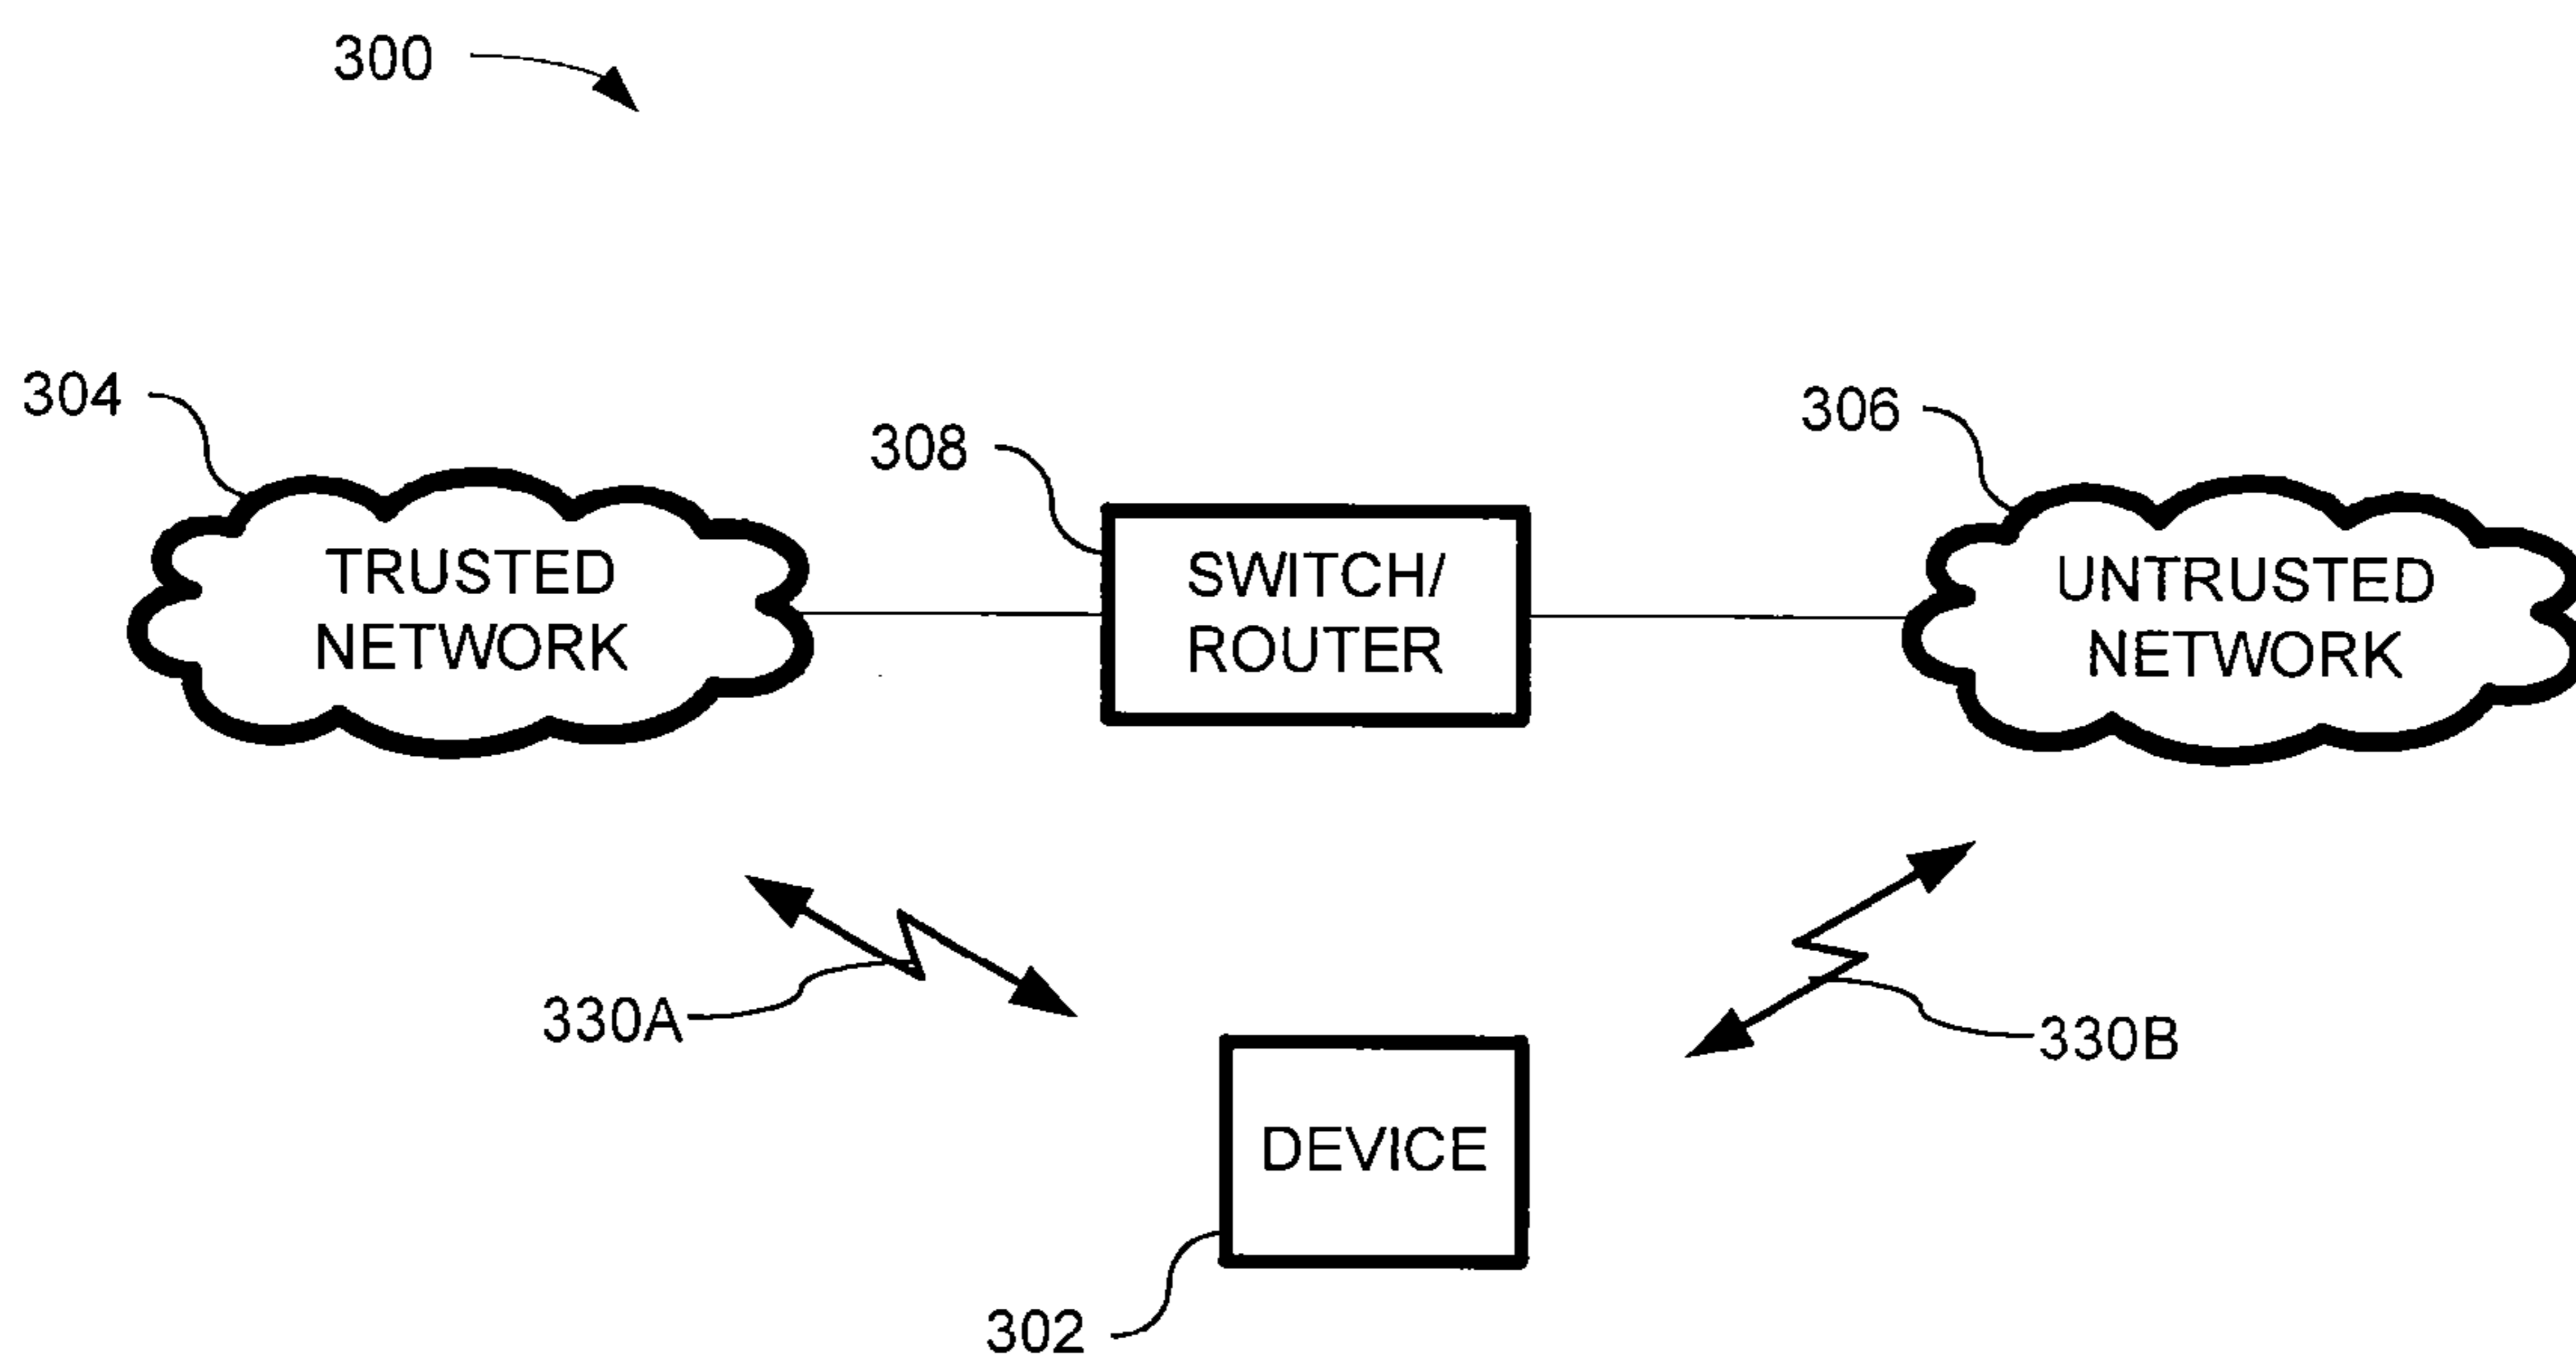 300
304
308
306
TRUSTED
NETWORK
SWITCH/
ROUTER
UNTRUSTED
NETWORK
330A
330B
DEVICE
302